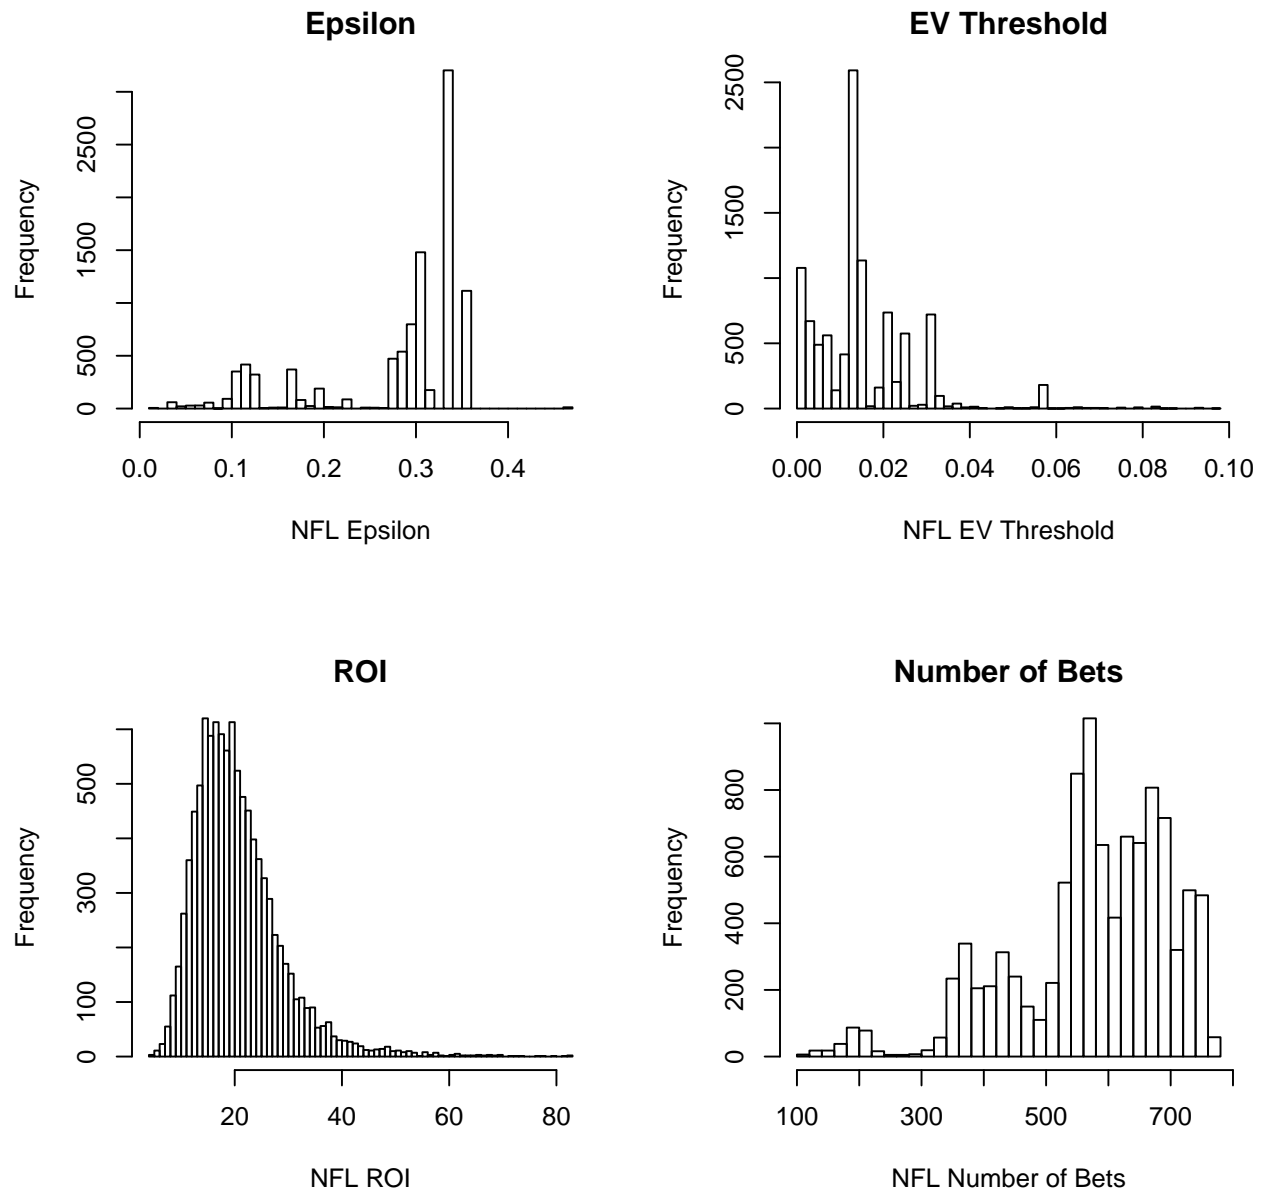 Epsilon
Frequency
0 500 1500 2500
0.0 0.1 0.2 0.3 0.4
NFL Epsilon
EV Threshold
Frequency
0 500 1500 2500
0.00 0.02 0.04 0.06 0.08 0.10
NFL EV Threshold
ROI
Frequency
0 100 300 500
20 40 60 80
NFL ROI
Number of Bets
Frequency
0 200 400 600 800
100 300 500 700
NFL Number of Bets